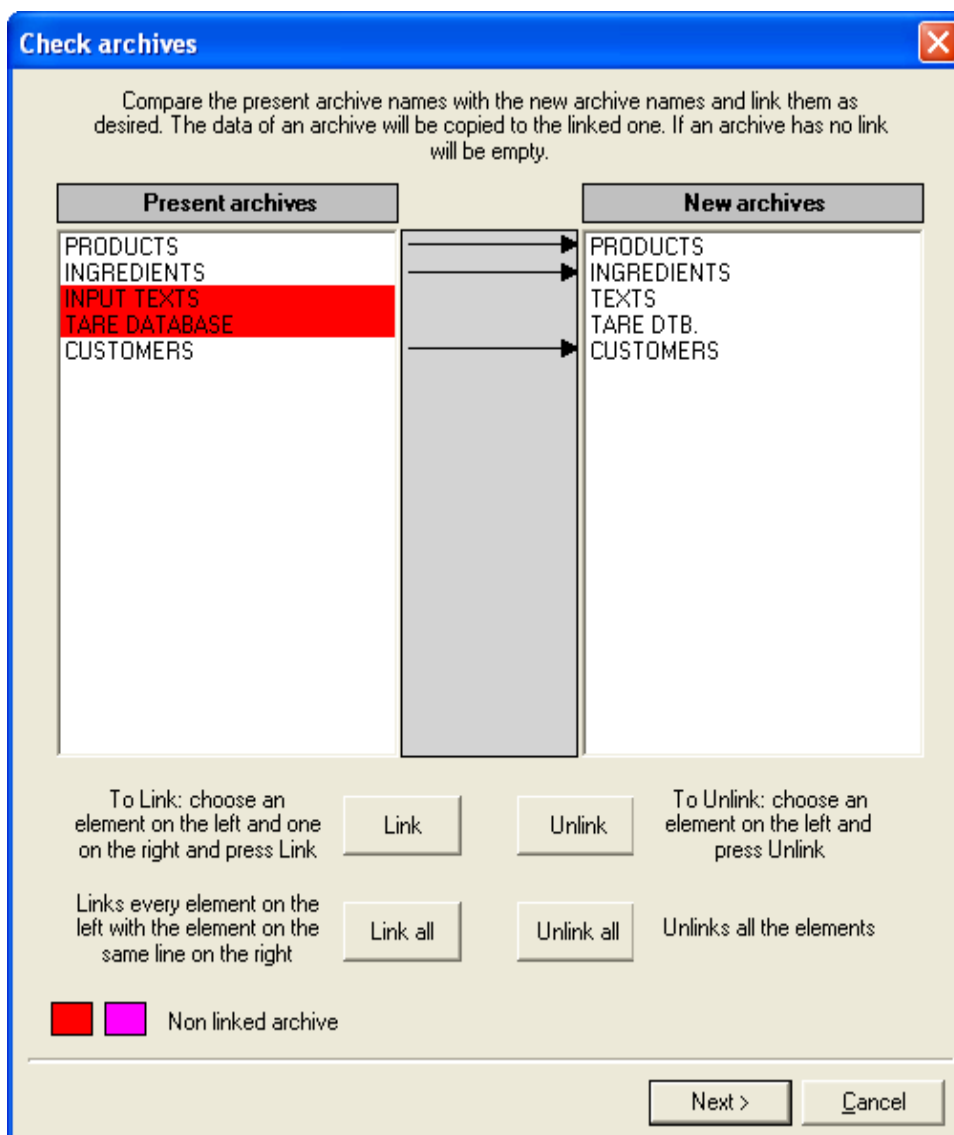 Check archives
Compare the present archive names with the new archive names and link them as
desired. The data of an archive will be copied to the linked one. If an archive has no link
will be empty.
Present archives
New archives
PRODUCTS
INGREDIENTS
INPUT TEXTS
TARE DATABASE
CUSTOMERS
PRODUCTS
INGREDIENTS
TEXTS
TARE DTB.
CUSTOMERS
To Link: choose an
element on the left and one
on the right and press Link
Link
Unlink
To Unlink: choose an
element on the left and
press Unlink
Links every element on the
left with the element on the
same line on the right
Link all
Unlink all
Unlinks all the elements
Non linked archive
Next >
Cancel